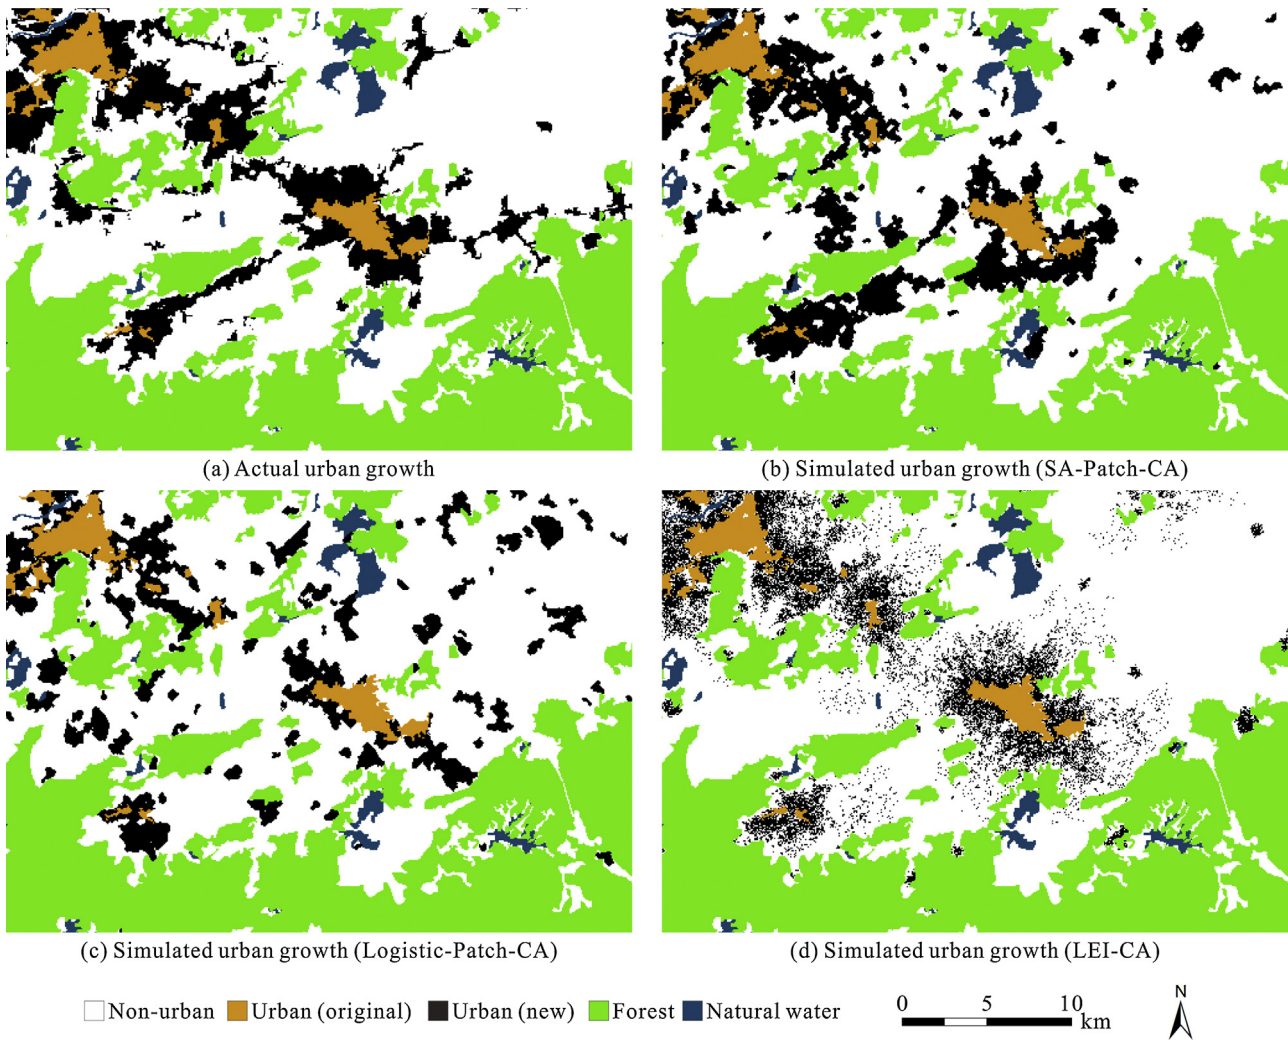 (a) Actual urban growth
(b) Simulated urban growth (SA-Patch-CA)
(c) Simulated urban growth (Logistic-Patch-CA)
(d) Simulated urban growth (LEI-CA)
Non-urban Urban (original) Urban (new) Forest Natural water
0 5 10
km
N